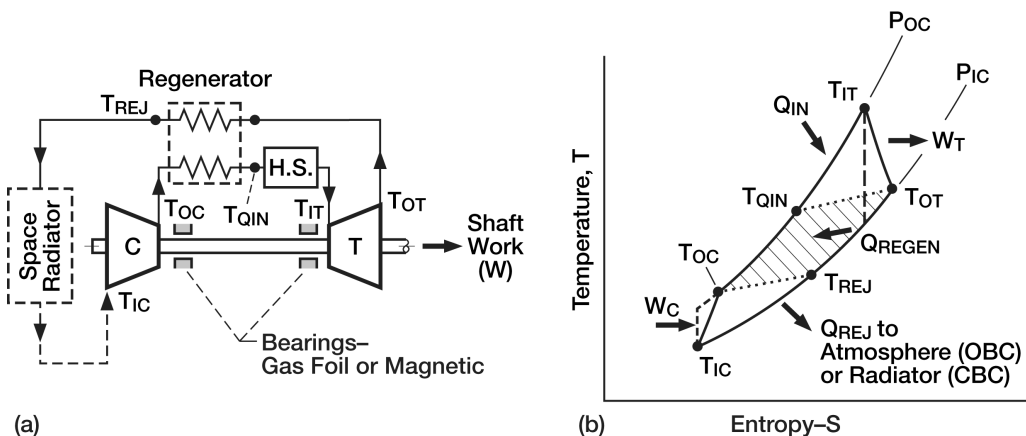 Regenerator
TREJ
H.S.
TOC
TQIN
TIT
TOT
Space
Radiator
C
T
Shaft
Work
(W)
TIC
Bearings–
Gas Foil or Magnetic
(a)
POC
PIC
TIT
QIN
WT
TQIN
TOT
QREGEN
TOC
TREJ
WC
QREJ to
Atmosphere (OBC)
or Radiator (CBC)
TIC
Temperature, T
(b)
Entropy–S